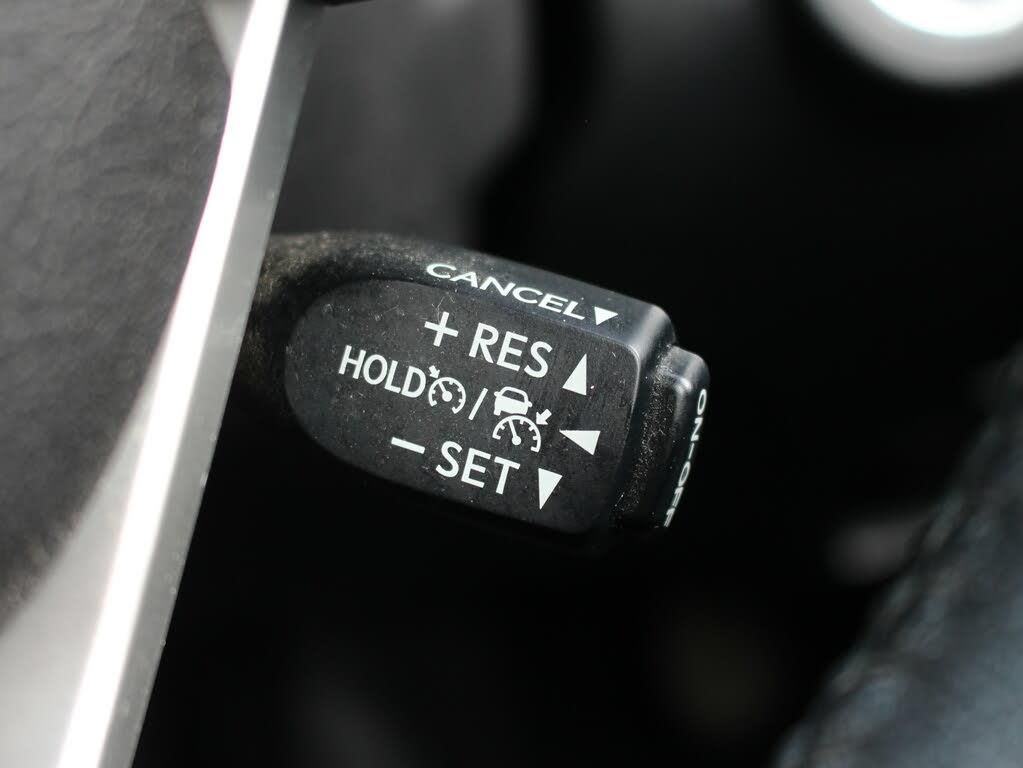 CANCEL
+ RES
HOLD /
− SET
ON-OFF